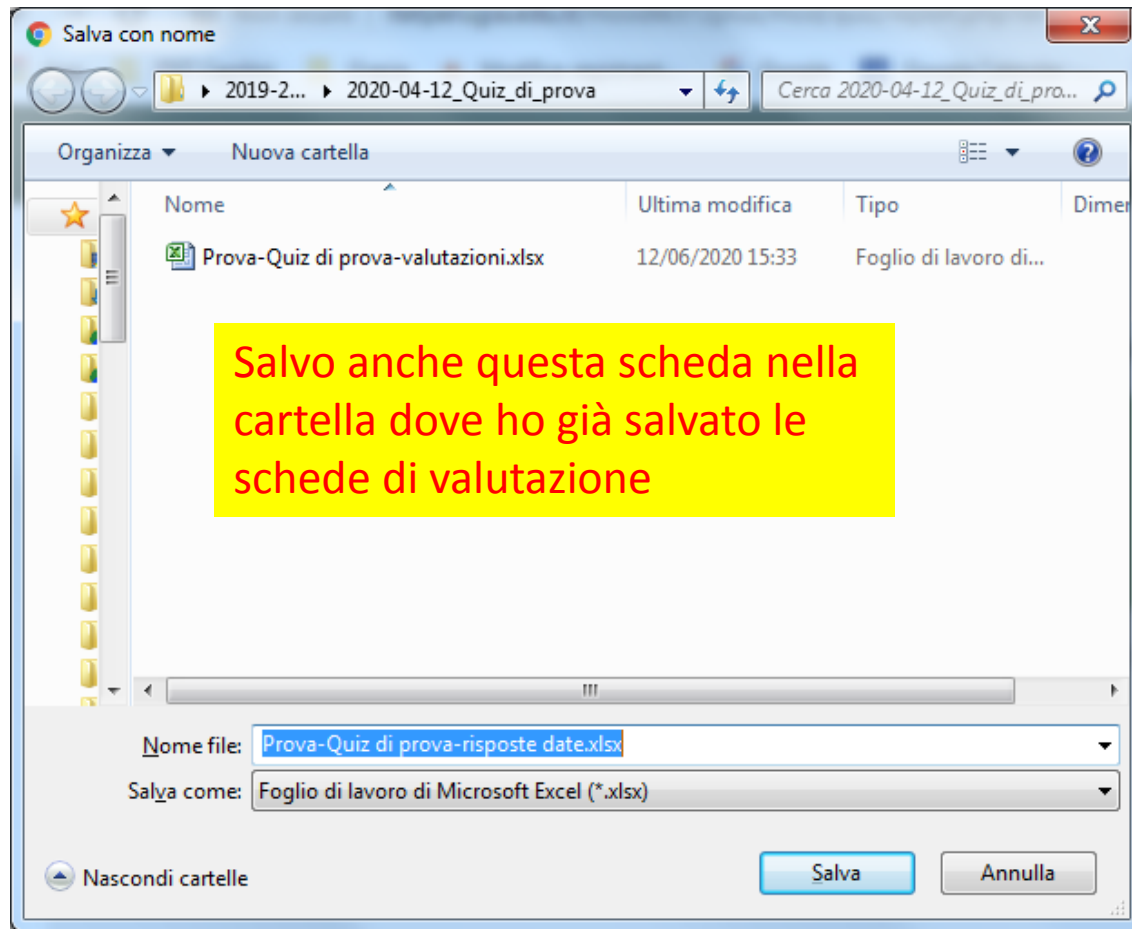 Salva con nome
2019-2... 2020-04-12_Quiz_di_prova Cerca 2020-04-12_Quiz_di_pro...
Organizza Nuova cartella
Nome Ultima modifica Tipo Dimer
Prova-Quiz di prova-valutazioni.xlsx 12/06/2020 15:33 Foglio di lavoro di...
Salvo anche questa scheda nella
cartella dove ho già salvato le
schede di valutazione
Nome file: Prova-Quiz di prova-risposte date.xlsx
Salva come: Foglio di lavoro di Microsoft Excel (*.xlsx)
Nascondi cartelle Salva Annulla